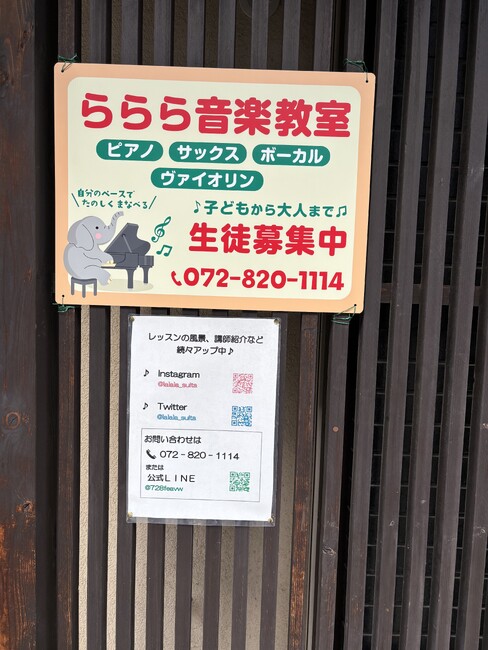 ららら音楽教室
ピアノ サックス ボーカル
ヴァイオリン
自分のペースで
たのしくまなべる
♪子どもから大人まで♫
生徒募集中
072-820-1114
レッスンの風景、講師紹介など
続々アップ中♪
♪ Instagram
@lalala_suita
♪ Twitter
@lalala_suita
お問い合わせは
072-820-1114
または
公式LINE
@728feavw